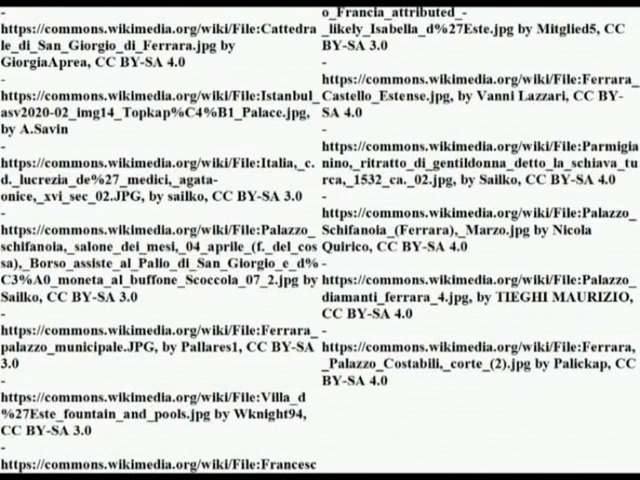 -
https://commons.wikimedia.org/wiki/File:Cattedra
le_di_San_Giorgio_di_Ferrara.jpg by
GiorgiaAprea, CC BY-SA 4.0
-
https://commons.wikimedia.org/wiki/File:Istanbul_
asv2020-02_img14_Topkap%C4%B1_Palace.jpg,
by A.Savin
-
https://commons.wikimedia.org/wiki/File:Italia,_c.
d._lucrezia_de%27_medici,_agata-
onice,_xvi_sec_02.JPG, by sailko, CC BY-SA 3.0
-
https://commons.wikimedia.org/wiki/File:Palazzo_
schifanoia,_salone_dei_mesi,_04_aprile_(f._del_cos
sa),_Borso_assiste_al_Palio_di_San_Giorgio_e_d%
C3%A0_moneta_al_buffone_Scoccola_07_2.jpg by
Sailko, CC BY-SA 3.0
-
https://commons.wikimedia.org/wiki/File:Ferrara_
palazzo_municipale.JPG, by Pallares1, CC BY-SA
3.0
-
https://commons.wikimedia.org/wiki/File:Villa_d
%27Este_fountain_and_pools.jpg by Wknight94,
CC BY-SA 3.0
-
https://commons.wikimedia.org/wiki/File:Francesc
o_Francia_attributed_-
_likely_Isabella_d%27Este.jpg by Mitglied5, CC
BY-SA 3.0
-
https://commons.wikimedia.org/wiki/File:Ferrara_
Castello_Estense.jpg, by Vanni Lazzari, CC BY-
SA 4.0
-
https://commons.wikimedia.org/wiki/File:Parmigia
nino,_ritratto_di_gentildonna_detto_la_schiava_tu
rca,_1532_ca._02.jpg, by Sailko, CC BY-SA 4.0
-
https://commons.wikimedia.org/wiki/File:Palazzo_
Schifanoia_(Ferrara),_Marzo.jpg by Nicola
Quirico, CC BY-SA 4.0
-
https://commons.wikimedia.org/wiki/File:Palazzo_
diamanti_ferrara_4.jpg, by TIEGHI MAURIZIO,
CC BY-SA 4.0
-
https://commons.wikimedia.org/wiki/File:Ferrara,
_Palazzo_Costabili,_corte_(2).jpg by Palickap, CC
BY-SA 4.0